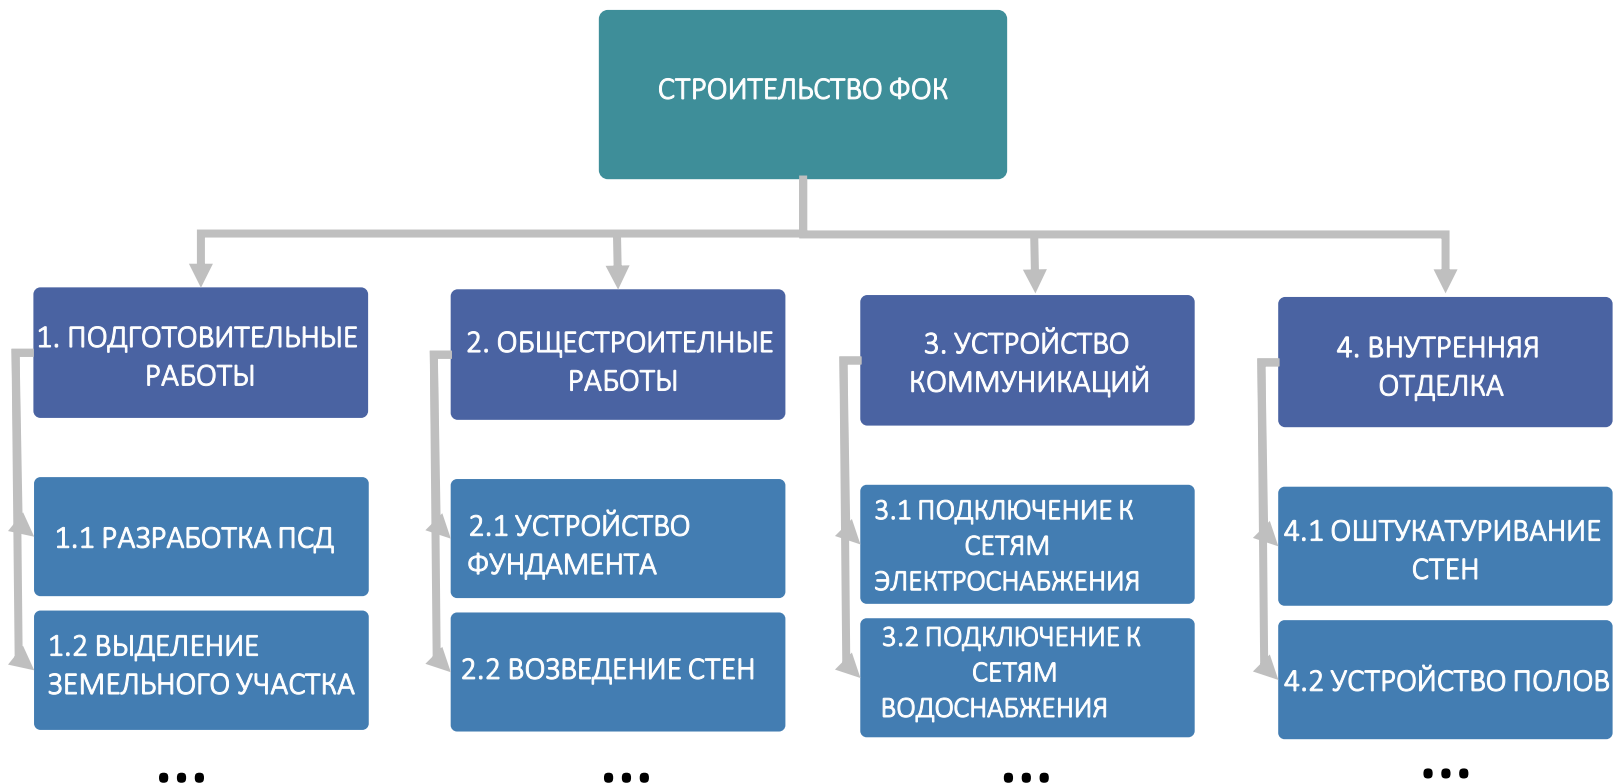 СТРОИТЕЛЬСТВО ФОК
1. ПОДГОТОВИТЕЛЬНЫЕ
РАБОТЫ
1.1 РАЗРАБОТКА ПСД
1.2 ВЫДЕЛЕНИЕ
ЗЕМЕЛЬНОГО УЧАСТКА
...
2. ОБЩЕСТРОИТЕЛНЫЕ
РАБОТЫ
2.1 УСТРОЙСТВО
ФУНДАМЕНТА
2.2 ВОЗВЕДЕНИЕ СТЕН
...
3. УСТРОЙСТВО
КОММУНИКАЦИЙ
3.1 ПОДКЛЮЧЕНИЕ К
СЕТЯМ
ЭЛЕКТРОСНАБЖЕНИЯ
3.2 ПОДКЛЮЧЕНИЕ К
СЕТЯМ
ВОДОСНАБЖЕНИЯ
...
4. ВНУТРЕННЯЯ
ОТДЕЛКА
4.1 ОШТУКАТУРИВАНИЕ
СТЕН
4.2 УСТРОЙСТВО ПОЛОВ
...